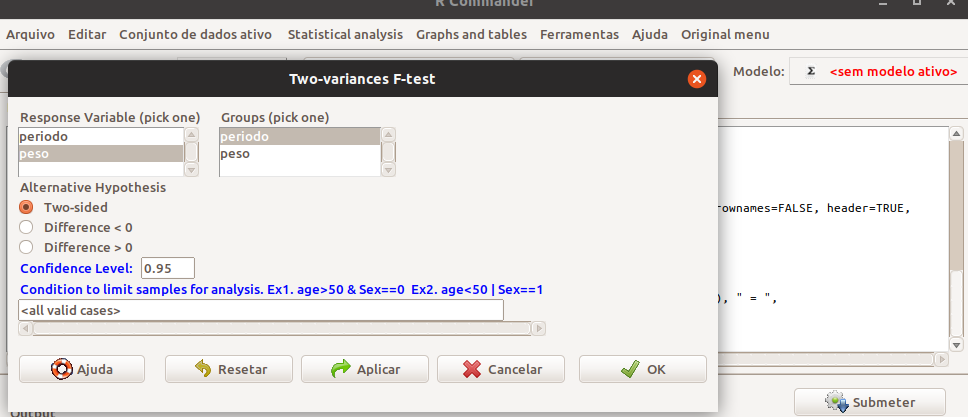 R Commander
Arquivo Editar Conjunto de dados ativo Statistical analysis Graphs and tables Ferramentas Ajuda Original menu
Modelo: Σ <sem modelo ativo>
Two-variances F-test
Response Variable (pick one) Groups (pick one)
periodo periodo
peso peso
Alternative Hypothesis
Two-sided
Difference < 0
Difference > 0
Confidence Level: 0.95
Condition to limit samples for analysis. Ex1. age>50 & Sex==0 Ex2. age<50 | Sex==1
<all valid cases>
Ajuda Resetar Aplicar Cancelar OK
rownames=FALSE, header=TRUE,
), " = ",
Submeter
Output